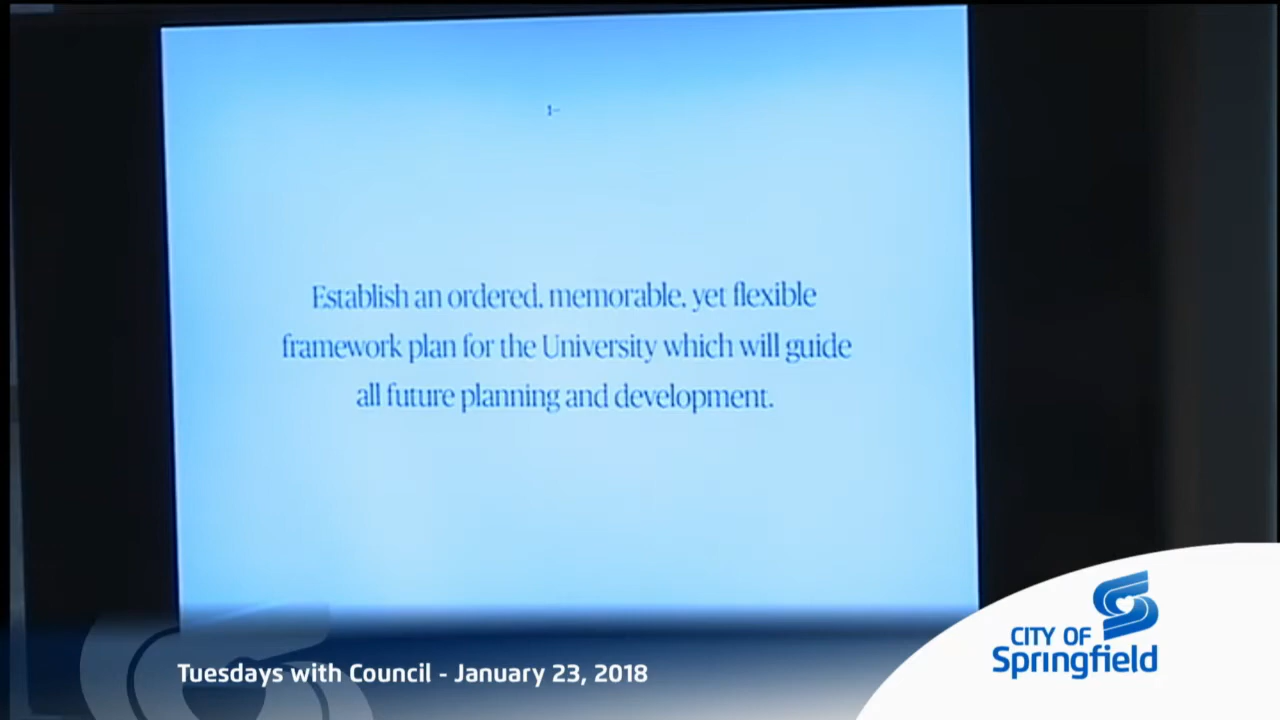 1-
Establish an ordered, memorable, yet flexible
framework plan for the University which will guide
all future planning and development.
Tuesdays with Council - January 23, 2018
CITY OF
Springfield